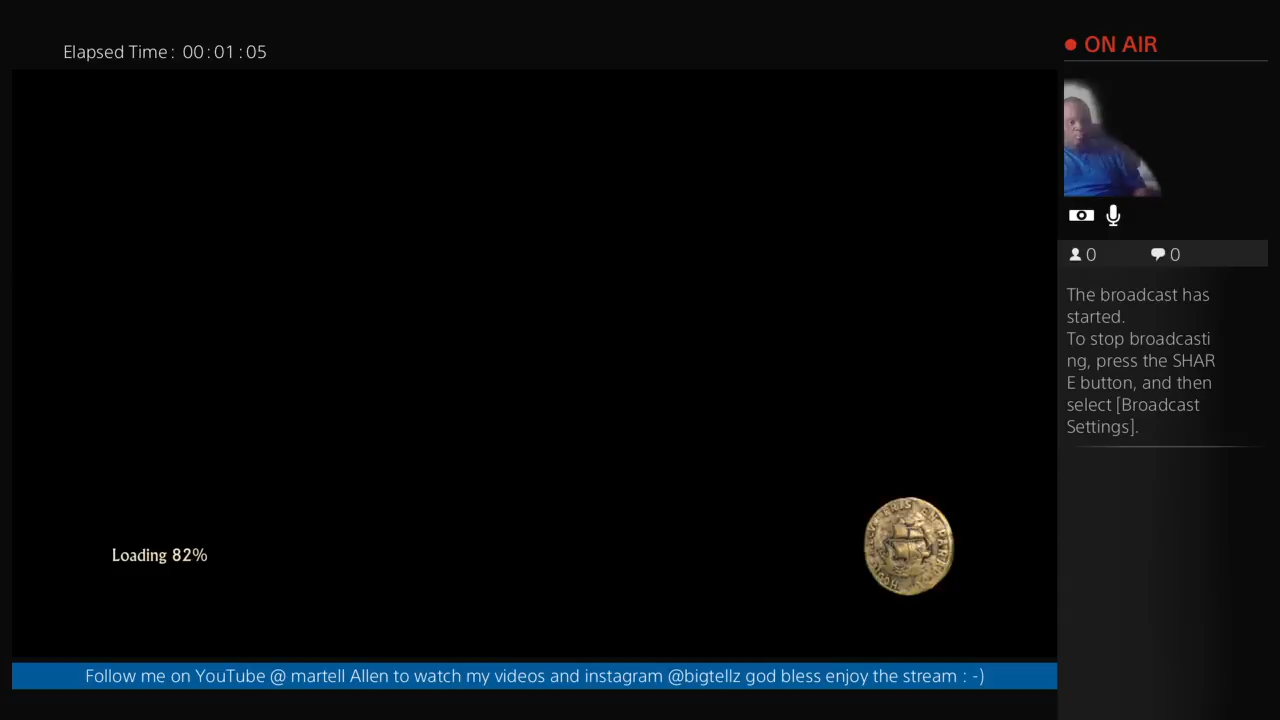 Elapsed Time: 00:01:05
ON AIR
0 0
The broadcast has
started.
To stop broadcasti
ng, press the SHAR
E button, and then
select [Broadcast
Settings].
Loading 82%
Follow me on YouTube @ martell Allen to watch my videos and instagram @bigtellz god bless enjoy the stream : -)